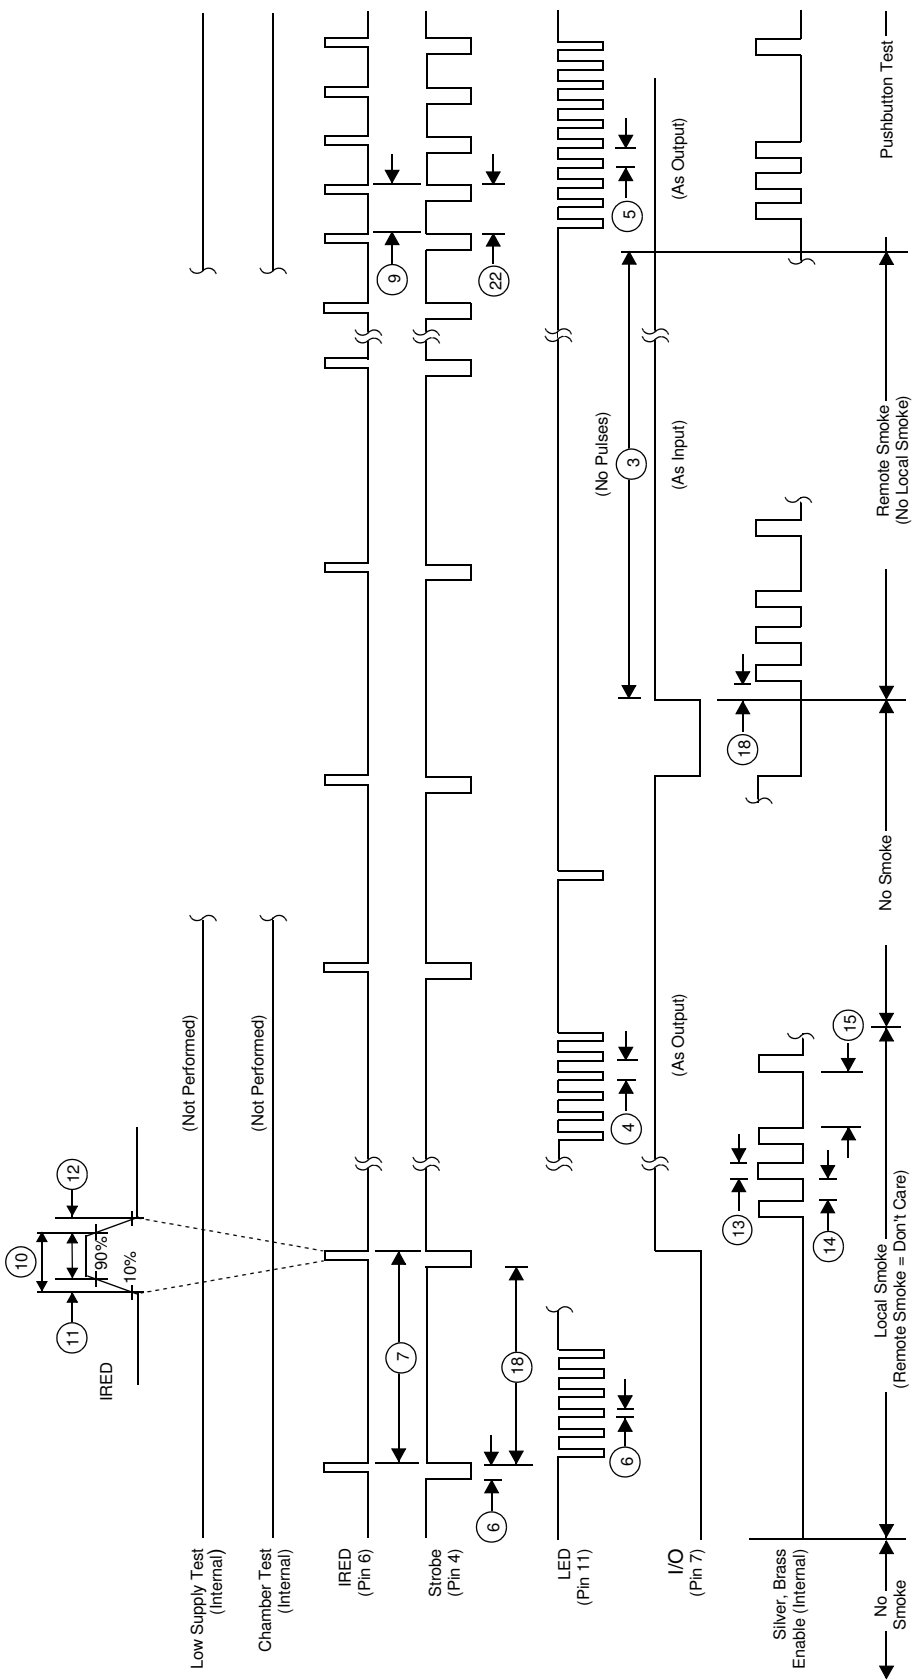 10
11
12
90%
10%
IRED
Low Supply Test
(Internal)
(Not Performed)
Chamber Test
(Internal)
(Not Performed)
IRED
(Pin 6)
7
9
Strobe
(Pin 4)
6
18
22
LED
(Pin 11)
6
4
(No Pulses)
3
5
I/O
(Pin 7)
(As Output)
(As Input)
(As Output)
13
18
Silver, Brass
Enable (Internal)
14
15
No
Smoke
Local Smoke
(Remote Smoke = Don't Care)
No Smoke
Remote Smoke
(No Local Smoke)
Pushbutton Test